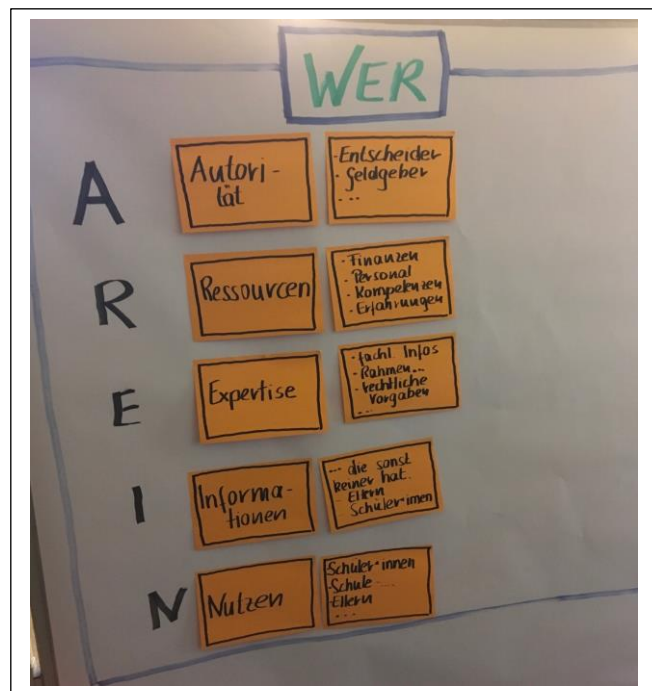 WER
A
Autori-
tät
- Entscheider
- Geldgeber
- ...
R
Ressourcen
- Finanzen
- Personal
- Kompetenzen
- Erfahrungen
E
Expertise
- fachl. Infos
- Rahmen...
- rechtliche
Vorgaben
...
I
Informa-
tionen
... die sonst
keiner hat.
- Eltern
Schüler*innen
N
Nutzen
Schüler*innen
- Schule - ...
- Eltern
...